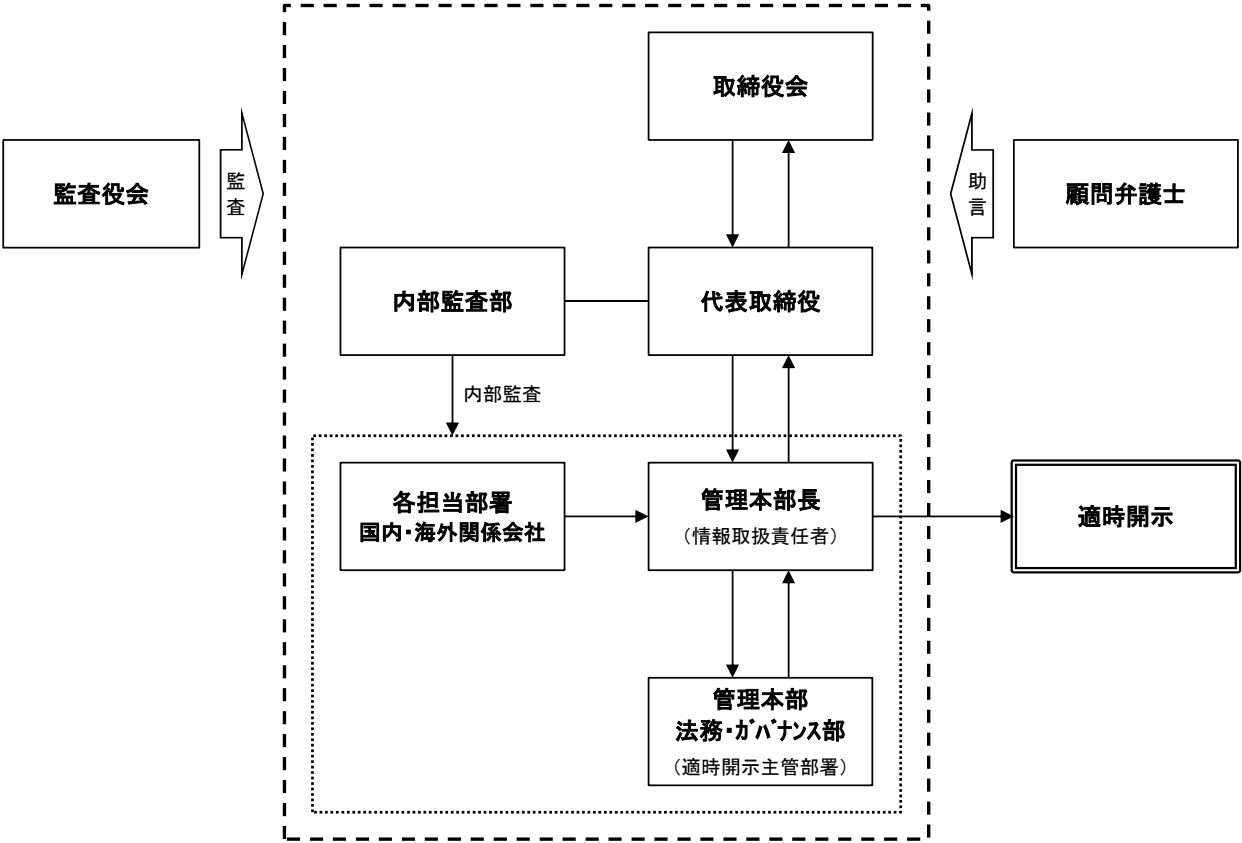 取締役会
監査役会
監
査
助
言
顧問弁護士
内部監査部
代表取締役
内部監査
各担当部署
国内・海外関係会社
管理本部長
（情報取扱責任者）
適時開示
管理本部
法務・ｶﾞﾊﾞﾅﾝｽ部
（適時開示主管部署）